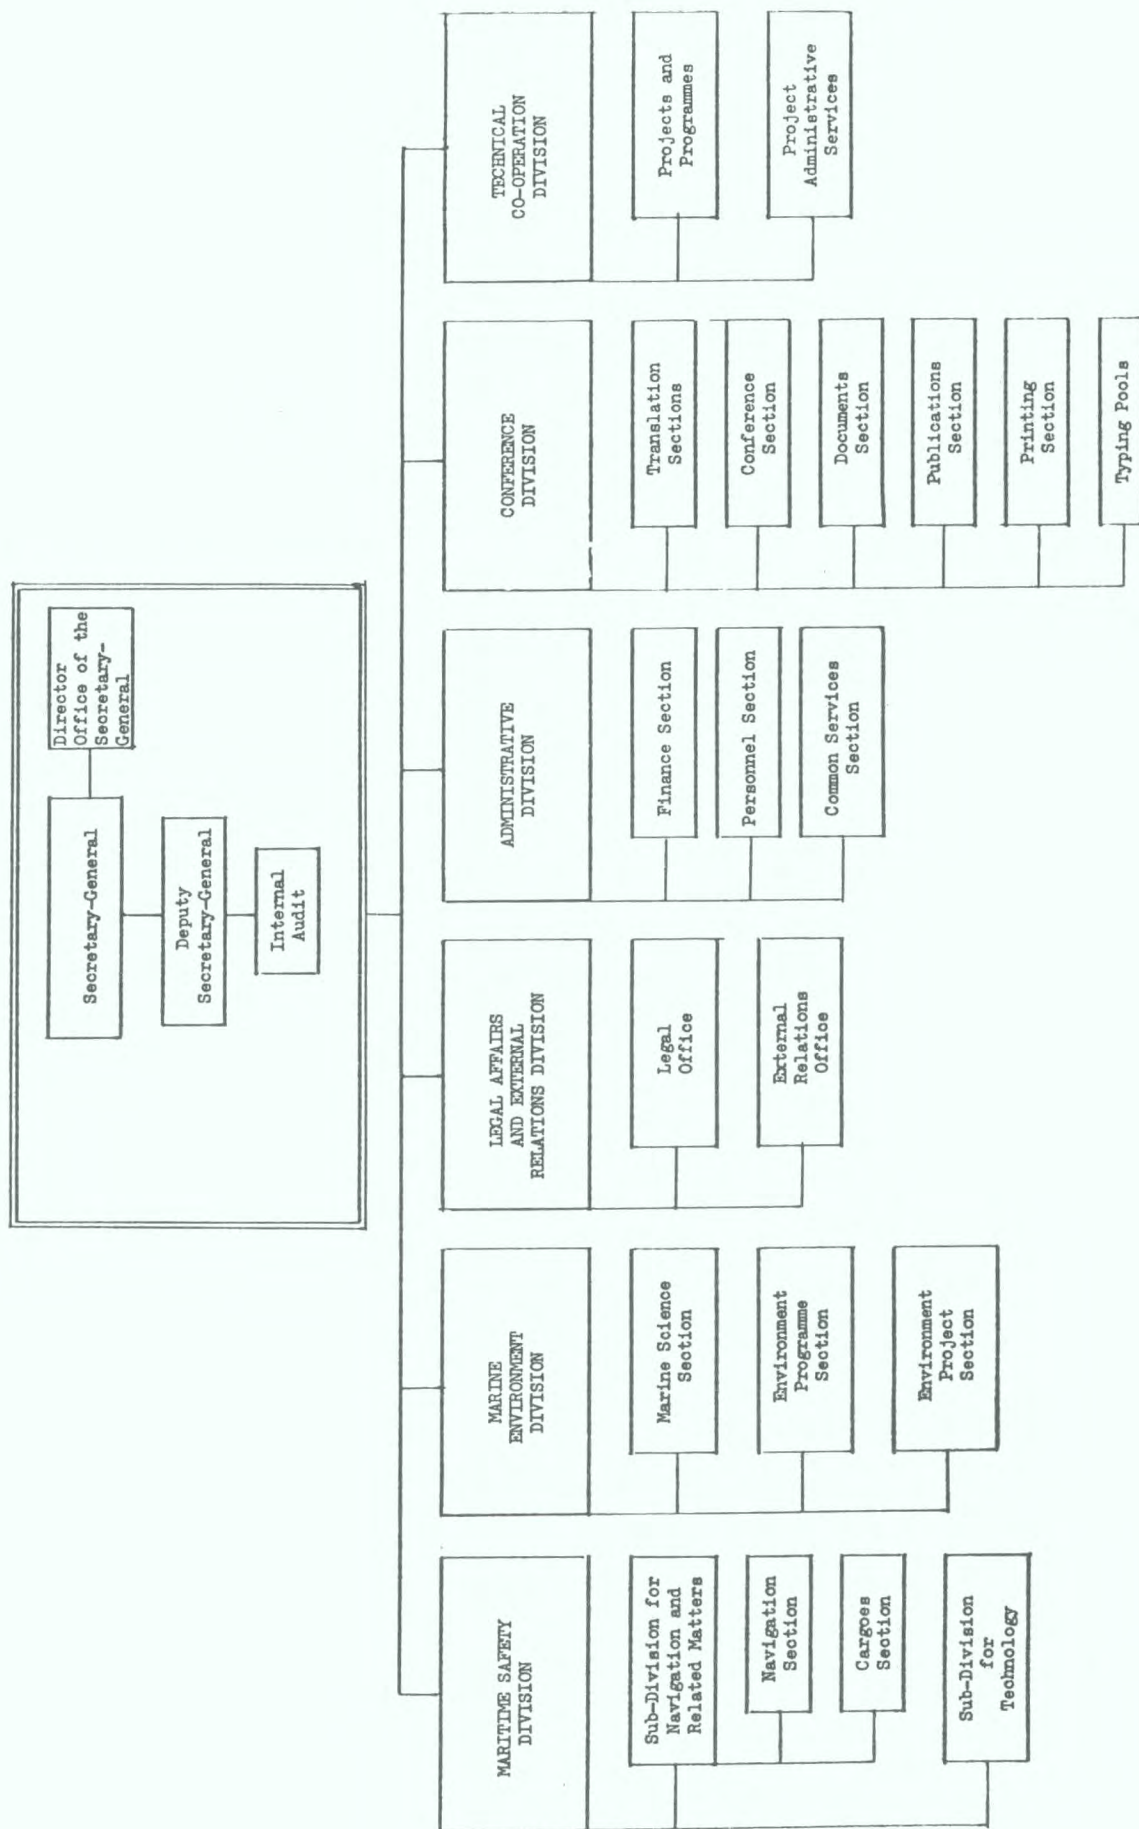 Secretary-General
Director
Office of the
Secretary-
General
Deputy
Secretary-General
Internal
Audit
MARITIME SAFETY
DIVISION
Sub-Division for
Navigation and
Related Matters
Navigation
Section
Cargoes
Section
Sub-Division
for
Technology
MARINE
ENVIRONMENT
DIVISION
Marine Science
Section
Environment
Programme
Section
Environment
Project
Section
LEGAL AFFAIRS
AND EXTERNAL
RELATIONS DIVISION
Legal
Office
External
Relations
Office
ADMINISTRATIVE
DIVISION
Finance Section
Personnel Section
Common Services
Section
CONFERENCE
DIVISION
Translation
Sections
Conference
Section
Documents
Section
Publications
Section
Printing
Section
Typing Pools
TECHNICAL
CO-OPERATION
DIVISION
Projects and
Programmes
Project
Administrative
Services